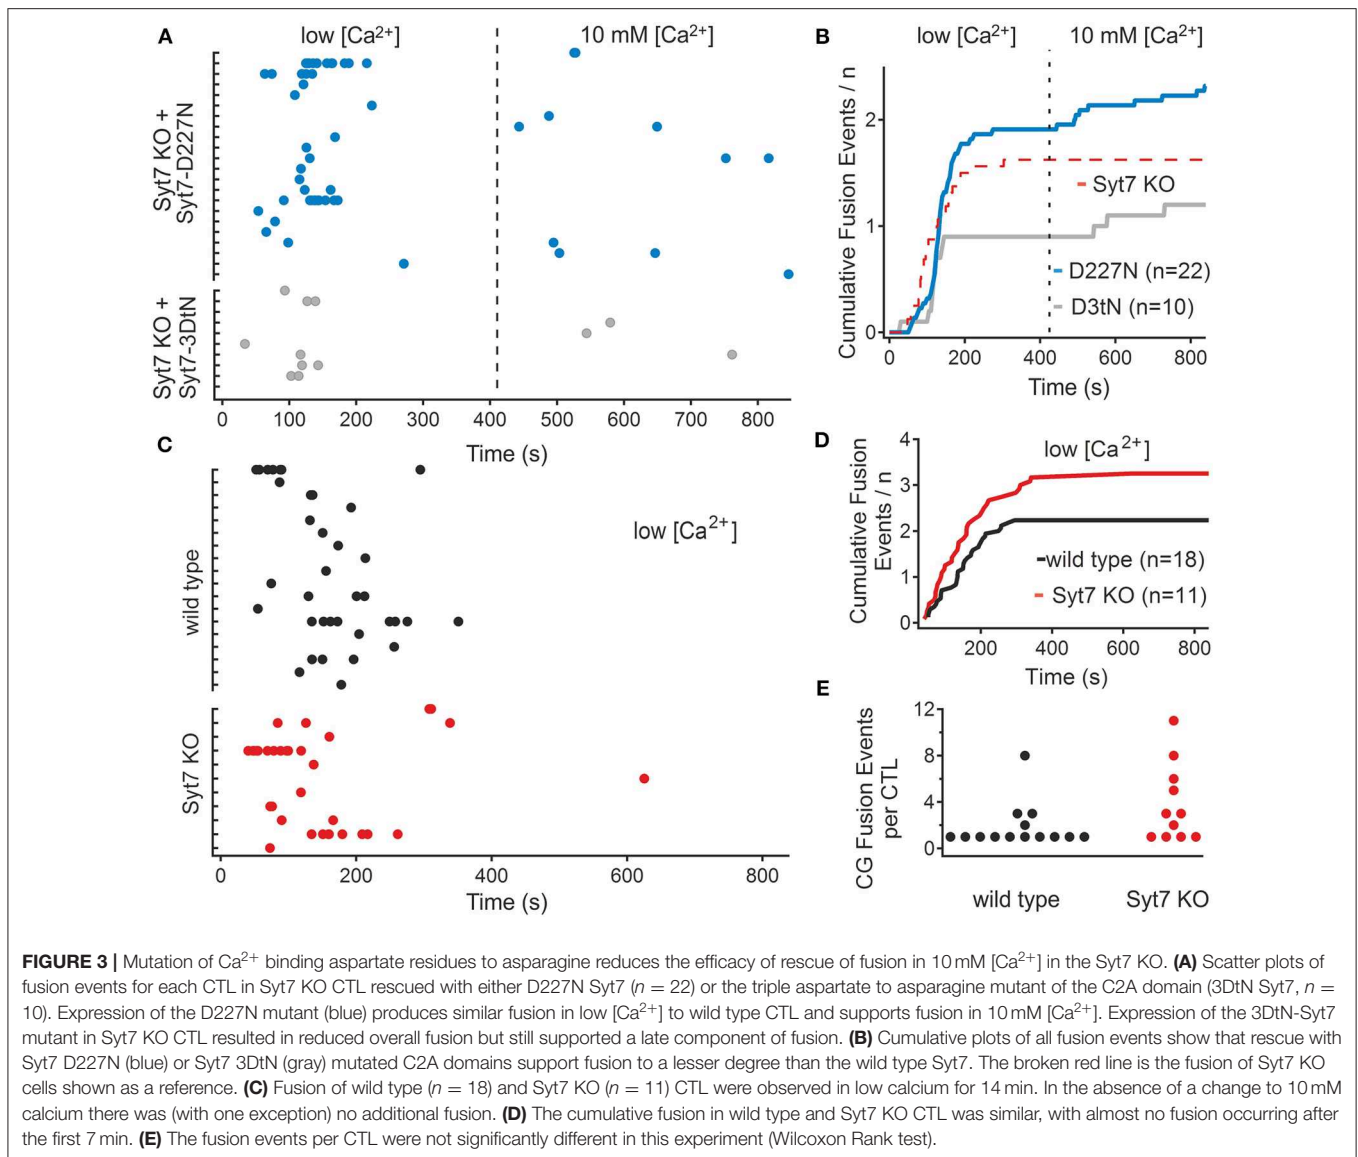 A
low [Ca²⁺]
10 mM [Ca²⁺]
Syt7 KO +
Syt7-D227N
Syt7 KO +
Syt7-3DtN
0 100 200 300 400 500 600 700 800
Time (s)
B
low [Ca²⁺]
10 mM [Ca²⁺]
Cumulative Fusion Events / n
2
1
0
Syt7 KO
D227N (n=22)
D3tN (n=10)
0 200 400 600 800
Time (s)
C
low [Ca²⁺]
wild type
Syt7 KO
0 200 400 600 800
Time (s)
D
low [Ca²⁺]
Cumulative Fusion
Events / n
4
3
2
1
0
wild type (n=18)
Syt7 KO (n=11)
200 400 600 800
Time (s)
E
CG Fusion Events
per CTL
12
8
4
0
wild type
Syt7 KO
FIGURE 3 | Mutation of Ca²⁺ binding aspartate residues to asparagine reduces the efficacy of rescue of fusion in 10 mM [Ca²⁺] in the Syt7 KO. (A) Scatter plots of
fusion events for each CTL in Syt7 KO CTL rescued with either D227N Syt7 (n = 22) or the triple aspartate to asparagine mutant of the C2A domain (3DtN Syt7, n =
10). Expression of the D227N mutant (blue) produces similar fusion in low [Ca²⁺] to wild type CTL and supports fusion in 10 mM [Ca²⁺]. Expression of the 3DtN-Syt7
mutant in Syt7 KO CTL resulted in reduced overall fusion but still supported a late component of fusion. (B) Cumulative plots of all fusion events show that rescue with
Syt7 D227N (blue) or Syt7 3DtN (gray) mutated C2A domains support fusion to a lesser degree than the wild type Syt7. The broken red line is the fusion of Syt7 KO
cells shown as a reference. (C) Fusion of wild type (n = 18) and Syt7 KO (n = 11) CTL were observed in low calcium for 14 min. In the absence of a change to 10 mM
calcium there was (with one exception) no additional fusion. (D) The cumulative fusion in wild type and Syt7 KO CTL was similar, with almost no fusion occurring after
the first 7 min. (E) The fusion events per CTL were not significantly different in this experiment (Wilcoxon Rank test).